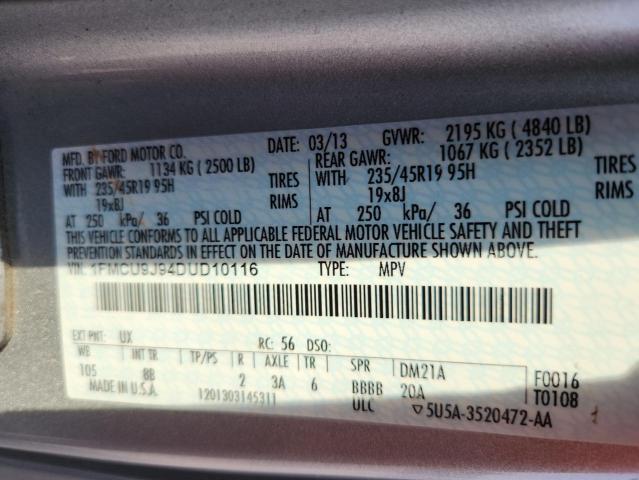 MFD. BY FORD MOTOR CO.
DATE: 03/13 GVWR: 2195 KG ( 4840 LB)
FRONT GAWR: 1134 KG ( 2500 LB)
REAR GAWR: 1067 KG ( 2352 LB)
WITH 235/45R19 95H TIRES
WITH 235/45R19 95H TIRES
19x8J RIMS
19x8J RIMS
AT 250 kPa/ 36 PSI COLD
AT 250 kPa/ 36 PSI COLD
THIS VEHICLE CONFORMS TO ALL APPLICABLE FEDERAL MOTOR VEHICLE SAFETY AND THEFT
PREVENTION STANDARDS IN EFFECT ON THE DATE OF MANUFACTURE SHOWN ABOVE.
VIN: 1FMCU9J94DUD10116 TYPE: MPV
EXT PNT: UX RC: 56 DSO:
WB INT TR TP/PS R AXLE TR SPR DM21A F0016
105 8B 2 3A 6 BBBB 20A T0108
MADE IN U.S.A. 1201303145311 ULC ▽5U5A-3520472-AA